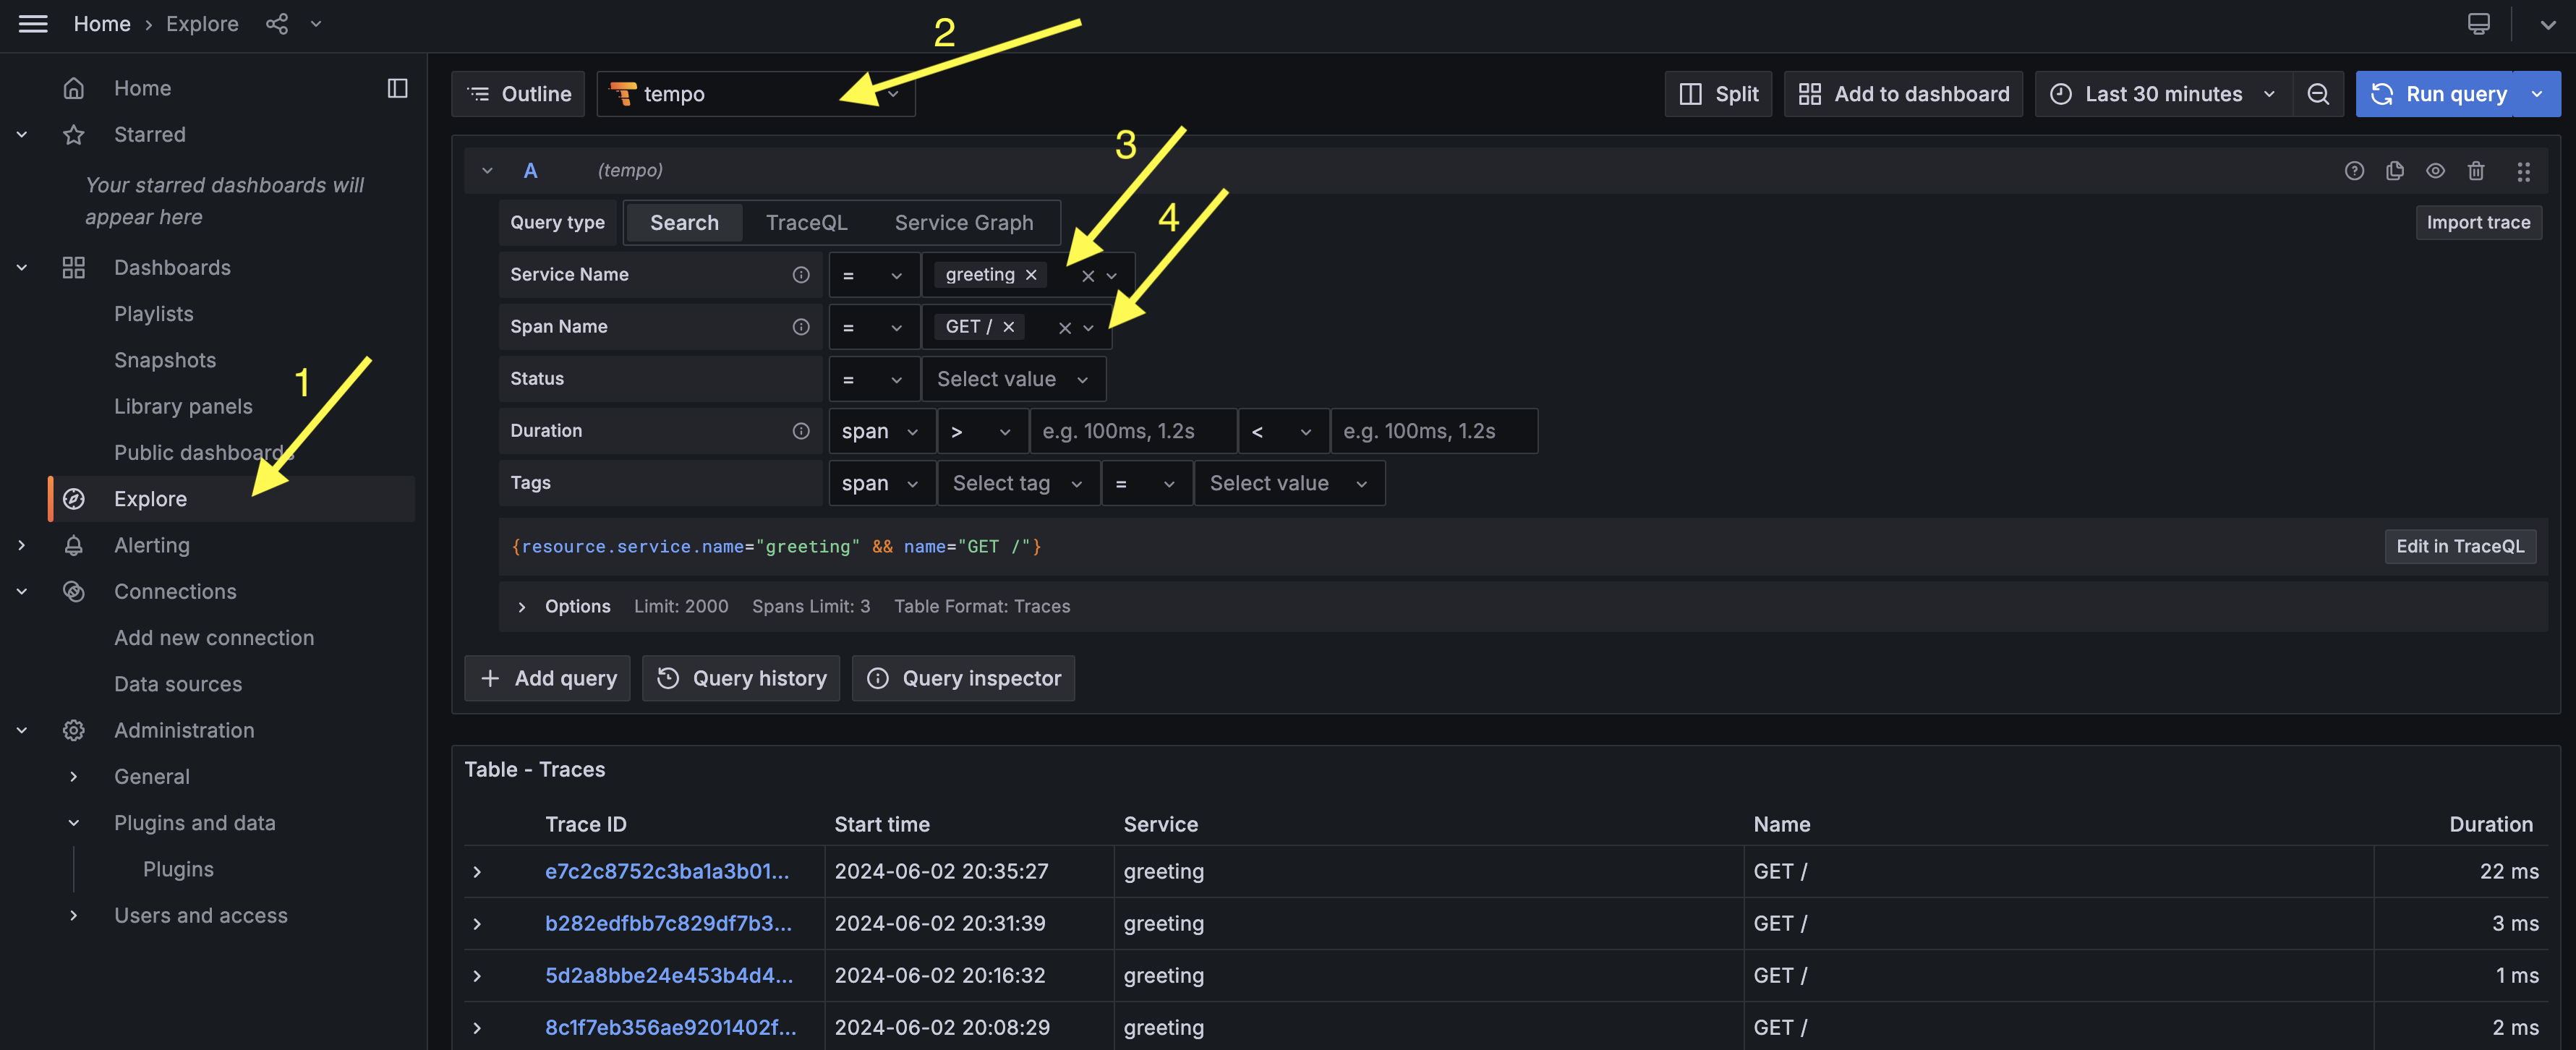 Home › Explore
2
Home
Outline
tempo
Split
Add to dashboard
Last 30 minutes
Run query
Starred
Your starred dashboards will
appear here
3
A (tempo)
Query type
Search
TraceQL
Service Graph
4
Import trace
Dashboards
Service Name
=
greeting
Playlists
Span Name
=
GET /
Snapshots
1
Status
=
Select value
Library panels
Public dashboards
Duration
span
>
e.g. 100ms, 1.2s
<
e.g. 100ms, 1.2s
Explore
Tags
span
Select tag
=
Select value
Alerting
{resource.service.name="greeting" && name="GET /"}
Edit in TraceQL
Connections
Options Limit: 2000 Spans Limit: 3 Table Format: Traces
Add new connection
Data sources
Add query
Query history
Query inspector
Administration
General
Plugins and data
Plugins
Users and access
Table - Traces
Trace ID Start time Service Name Duration
e7c2c8752c3ba1a3b01... 2024-06-02 20:35:27 greeting GET / 22 ms
b282edfbb7c829df7b3... 2024-06-02 20:31:39 greeting GET / 3 ms
5d2a8bbe24e453b4d4... 2024-06-02 20:16:32 greeting GET / 1 ms
8c1f7eb356ae9201402f... 2024-06-02 20:08:29 greeting GET / 2 ms